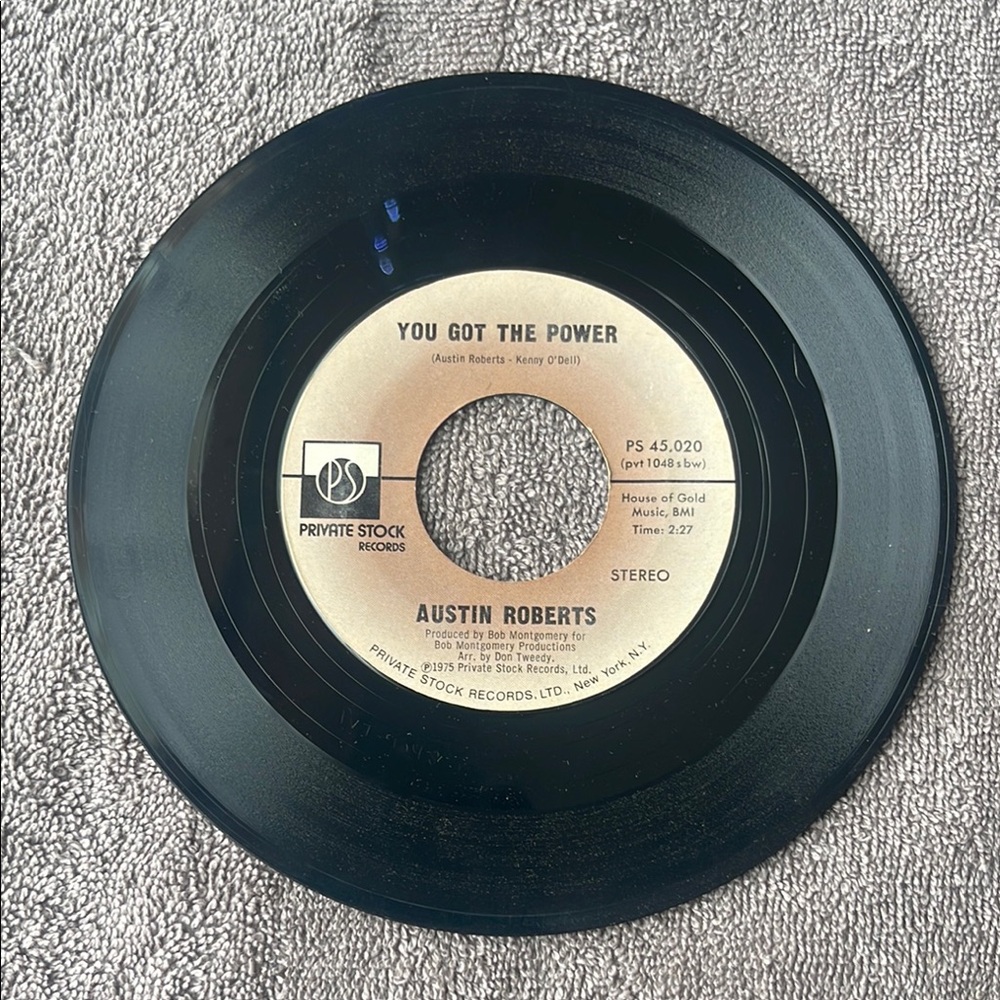 YOU GOT THE POWER
(Austin Roberts - Kenny O'Dell)
PS
PRIVATE STOCK
RECORDS
PS 45,020
(pvt 1048 s bw)
House of Gold
Music, BMI
Time: 2:27
STEREO
AUSTIN ROBERTS
Produced by Bob Montgomery for
Bob Montgomery Productions
Arr. by Don Tweedy.
℗1975 Private Stock Records, Ltd.
PRIVATE STOCK RECORDS. LTD., New York, N.Y.